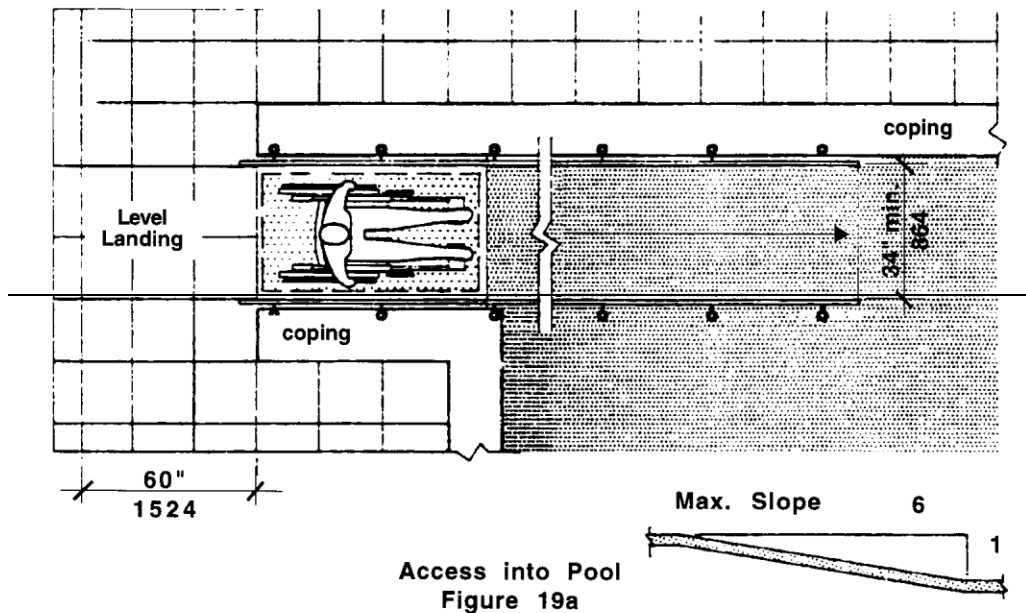 coping
Level
Landing
34" min.
864
coping
60"
1524
Max. Slope 6
1
Access into Pool
Figure 19a